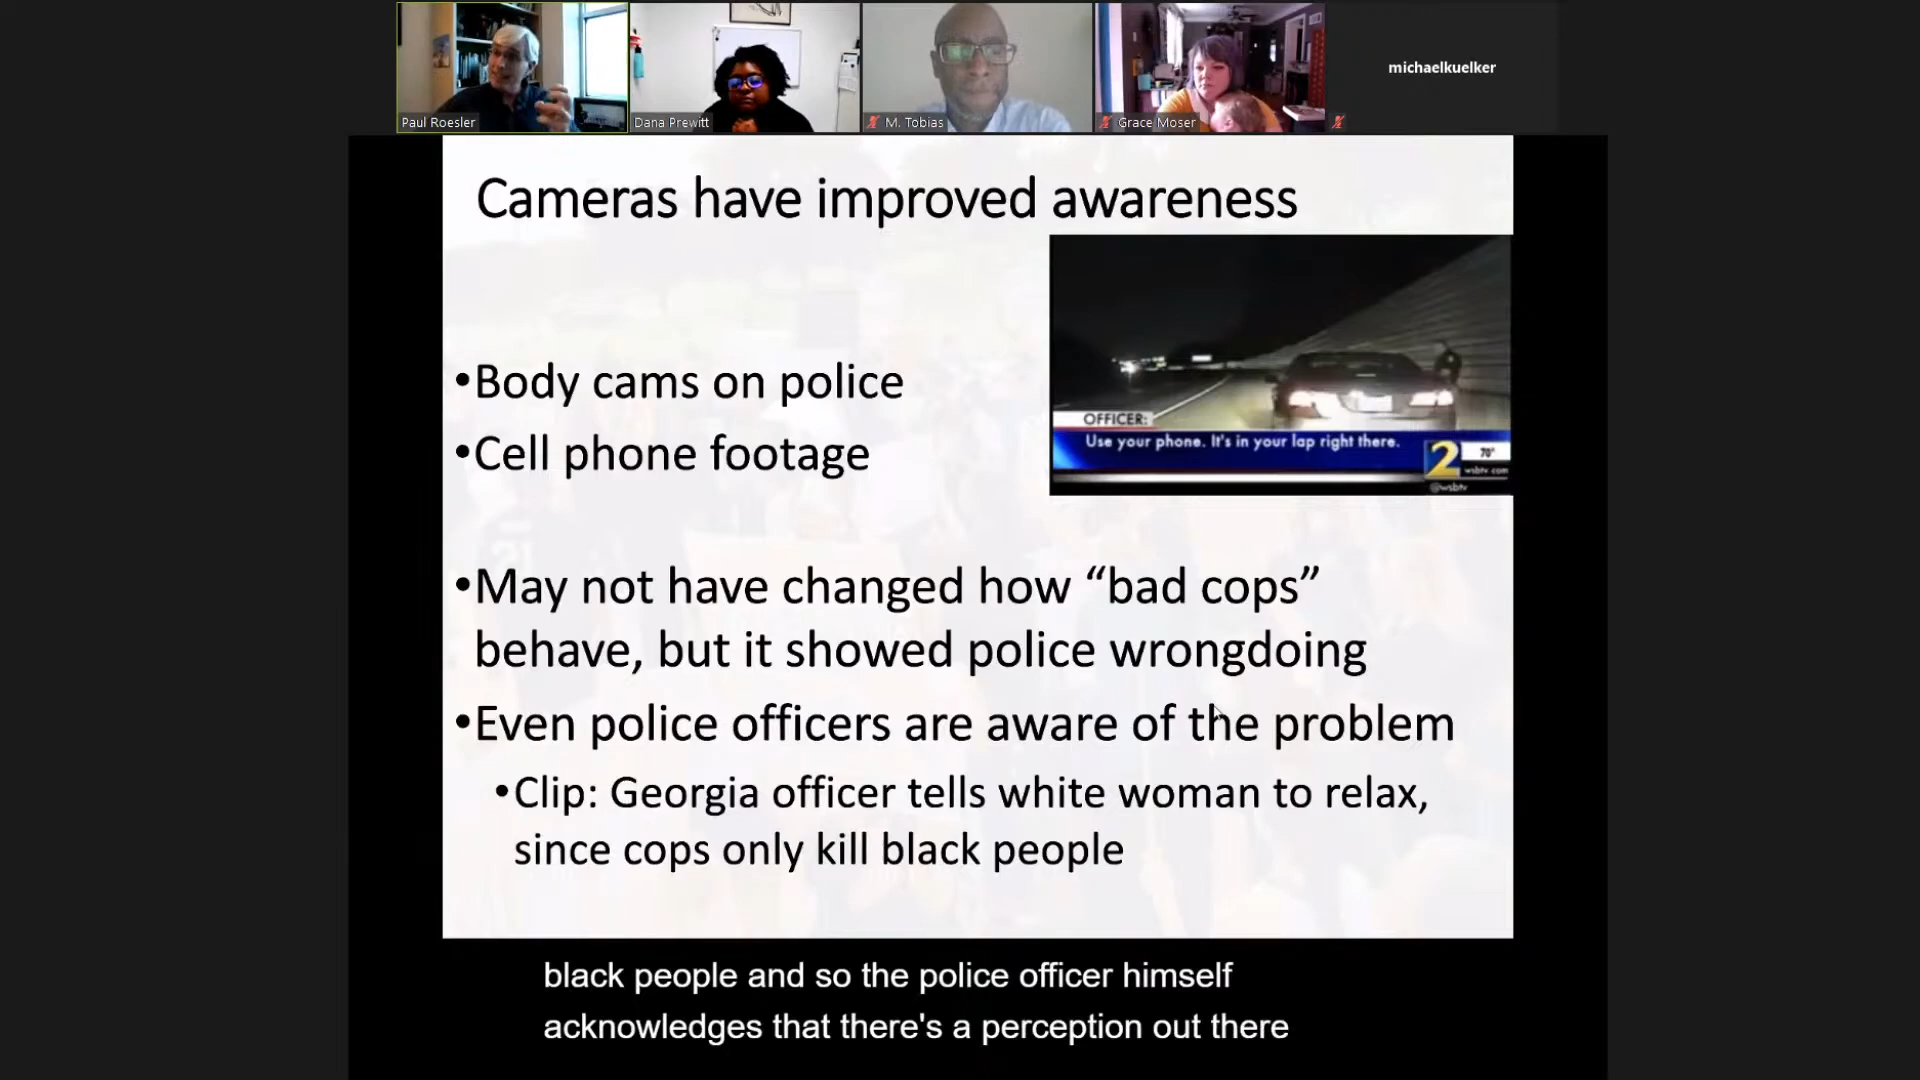 michaelkuelker
Paul Roesler
Dana Prewitt
M. Tobias
Grace Moser
Cameras have improved awareness
•Body cams on police
•Cell phone footage
OFFICER:
Use your phone. It's in your lap right there.
2
70°
wsbtv.com
@wsbtv
•May not have changed how “bad cops”
behave, but it showed police wrongdoing
•Even police officers are aware of the problem
•Clip: Georgia officer tells white woman to relax,
since cops only kill black people
black people and so the police officer himself
acknowledges that there's a perception out there